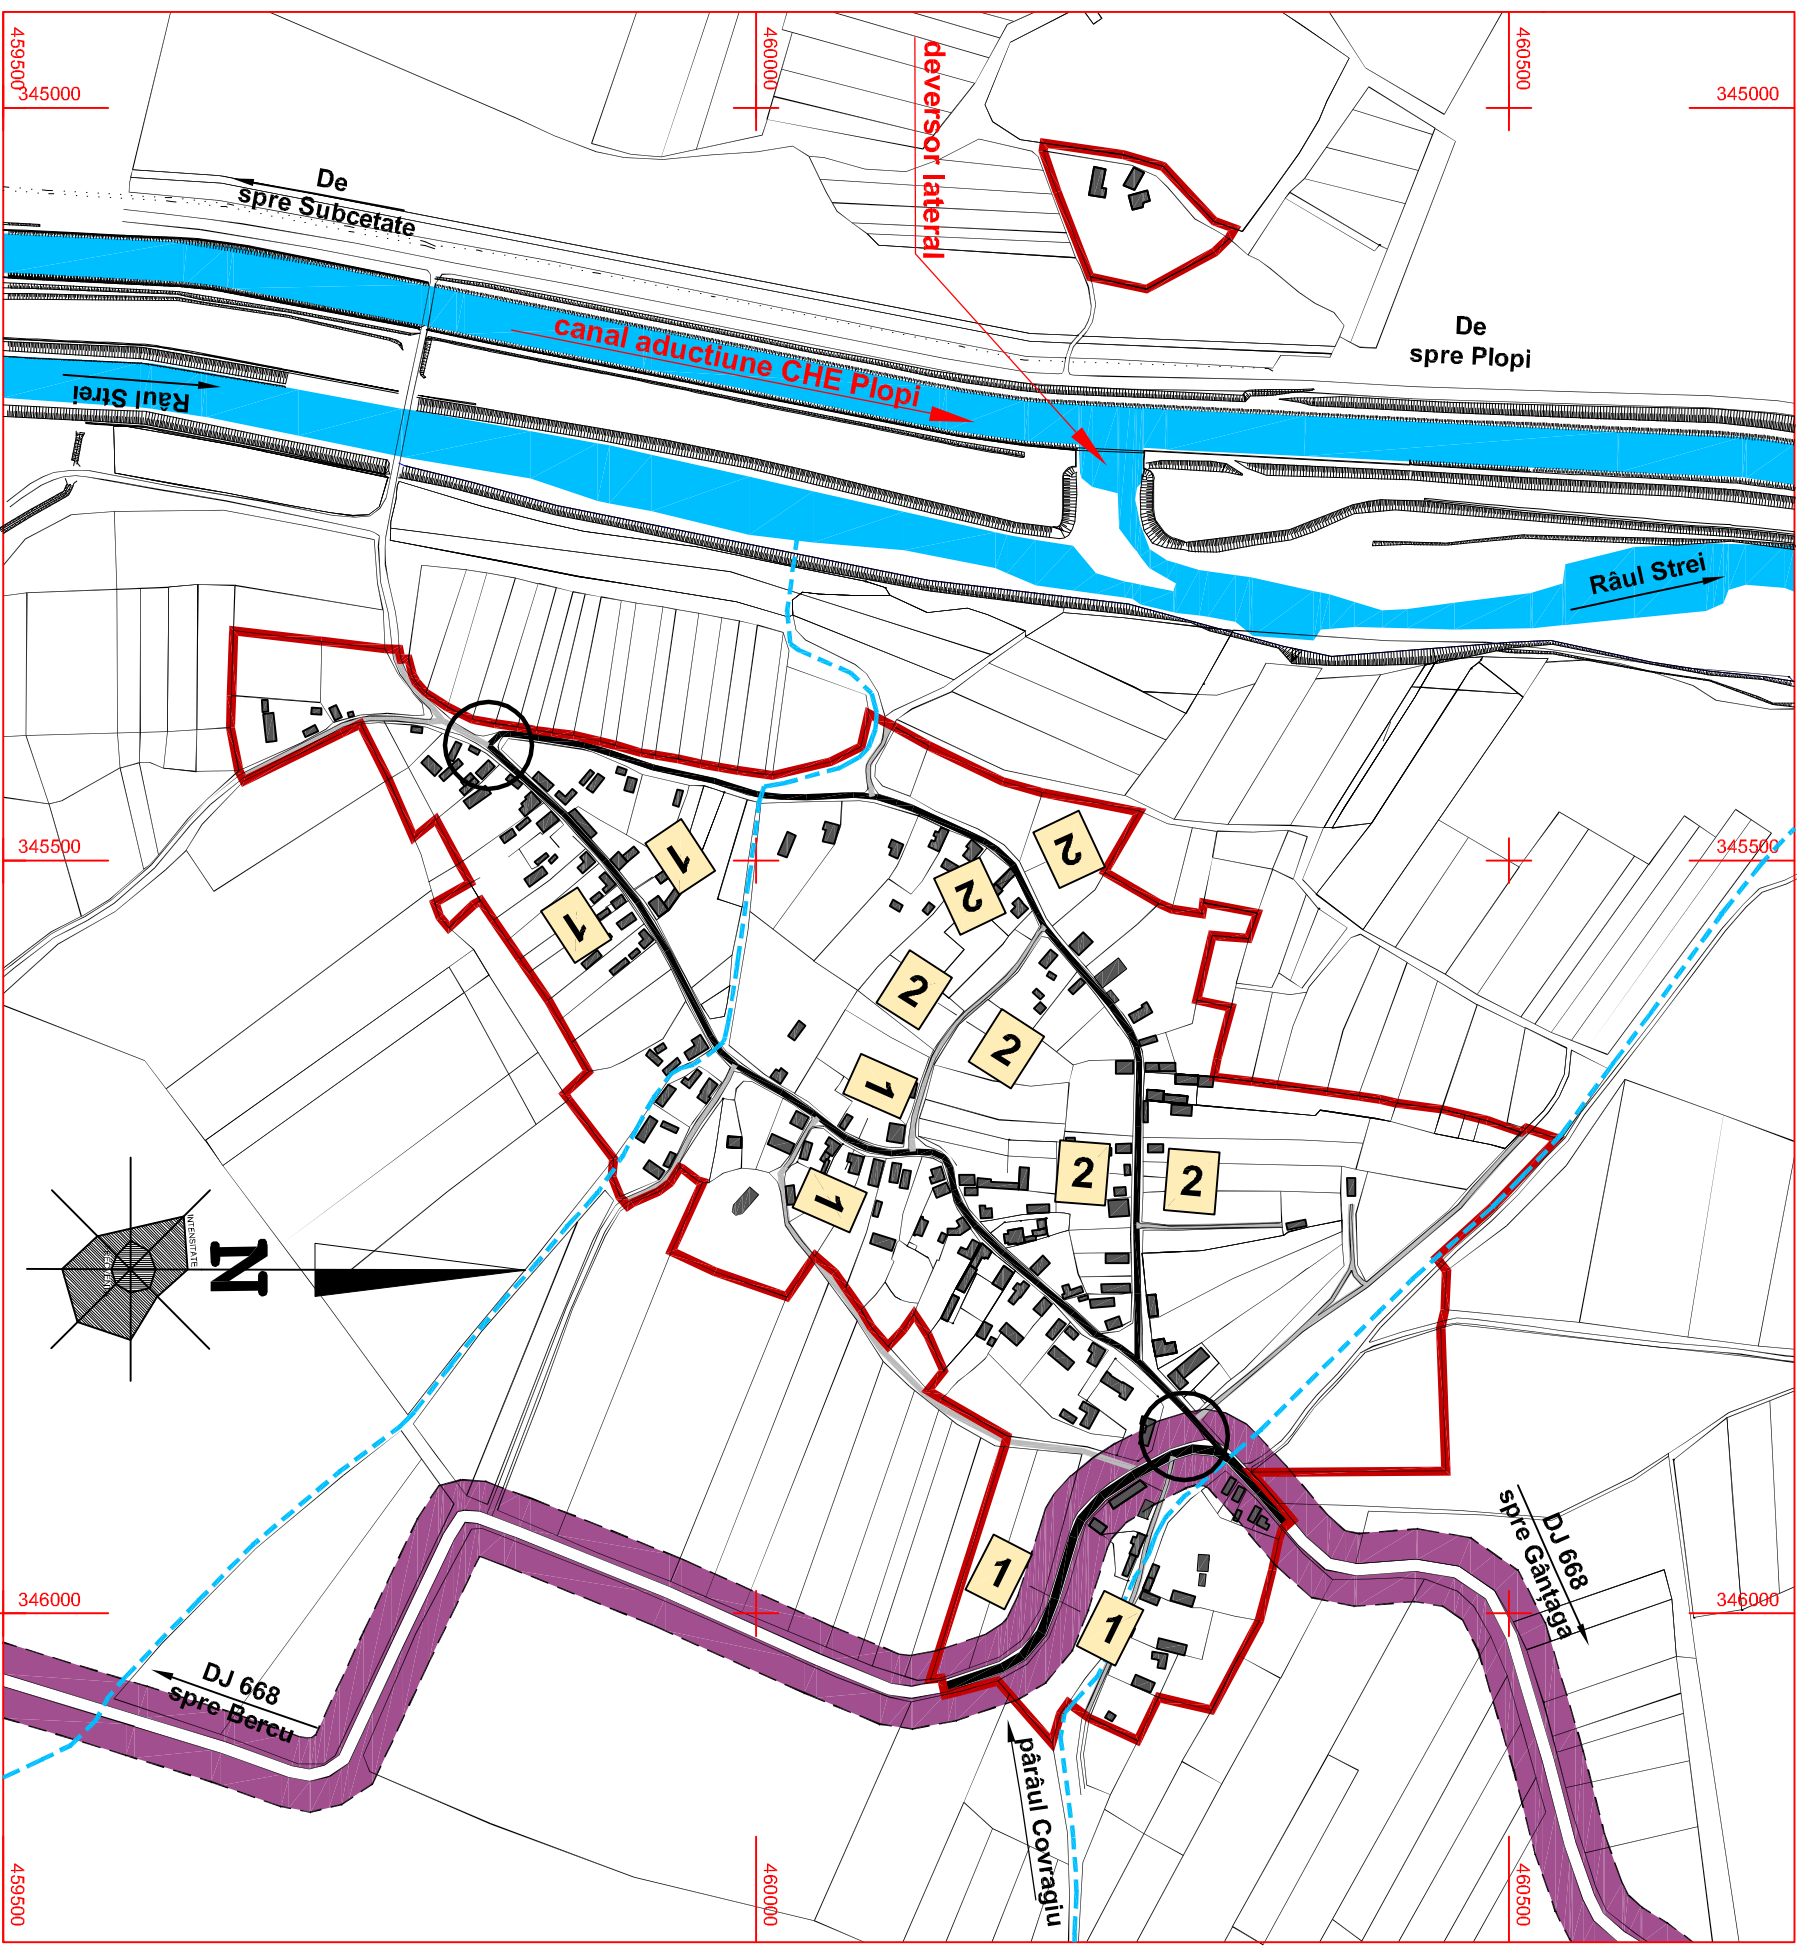 459500
460000
460500
345000
345000
deversor lateral
De
spre Subcetate
De
spre Plopi
canal aductiune CHE Plopi
Râul Strei
Râul Strei
345500
345500
1
1
2
2
2
2
1
1
2
2
INTENSITATE
N
DJ 668
spre Gânțaga
1
1
346000
346000
DJ 668
spre Bercu
pârâul Covragiu
459500
460000
460500